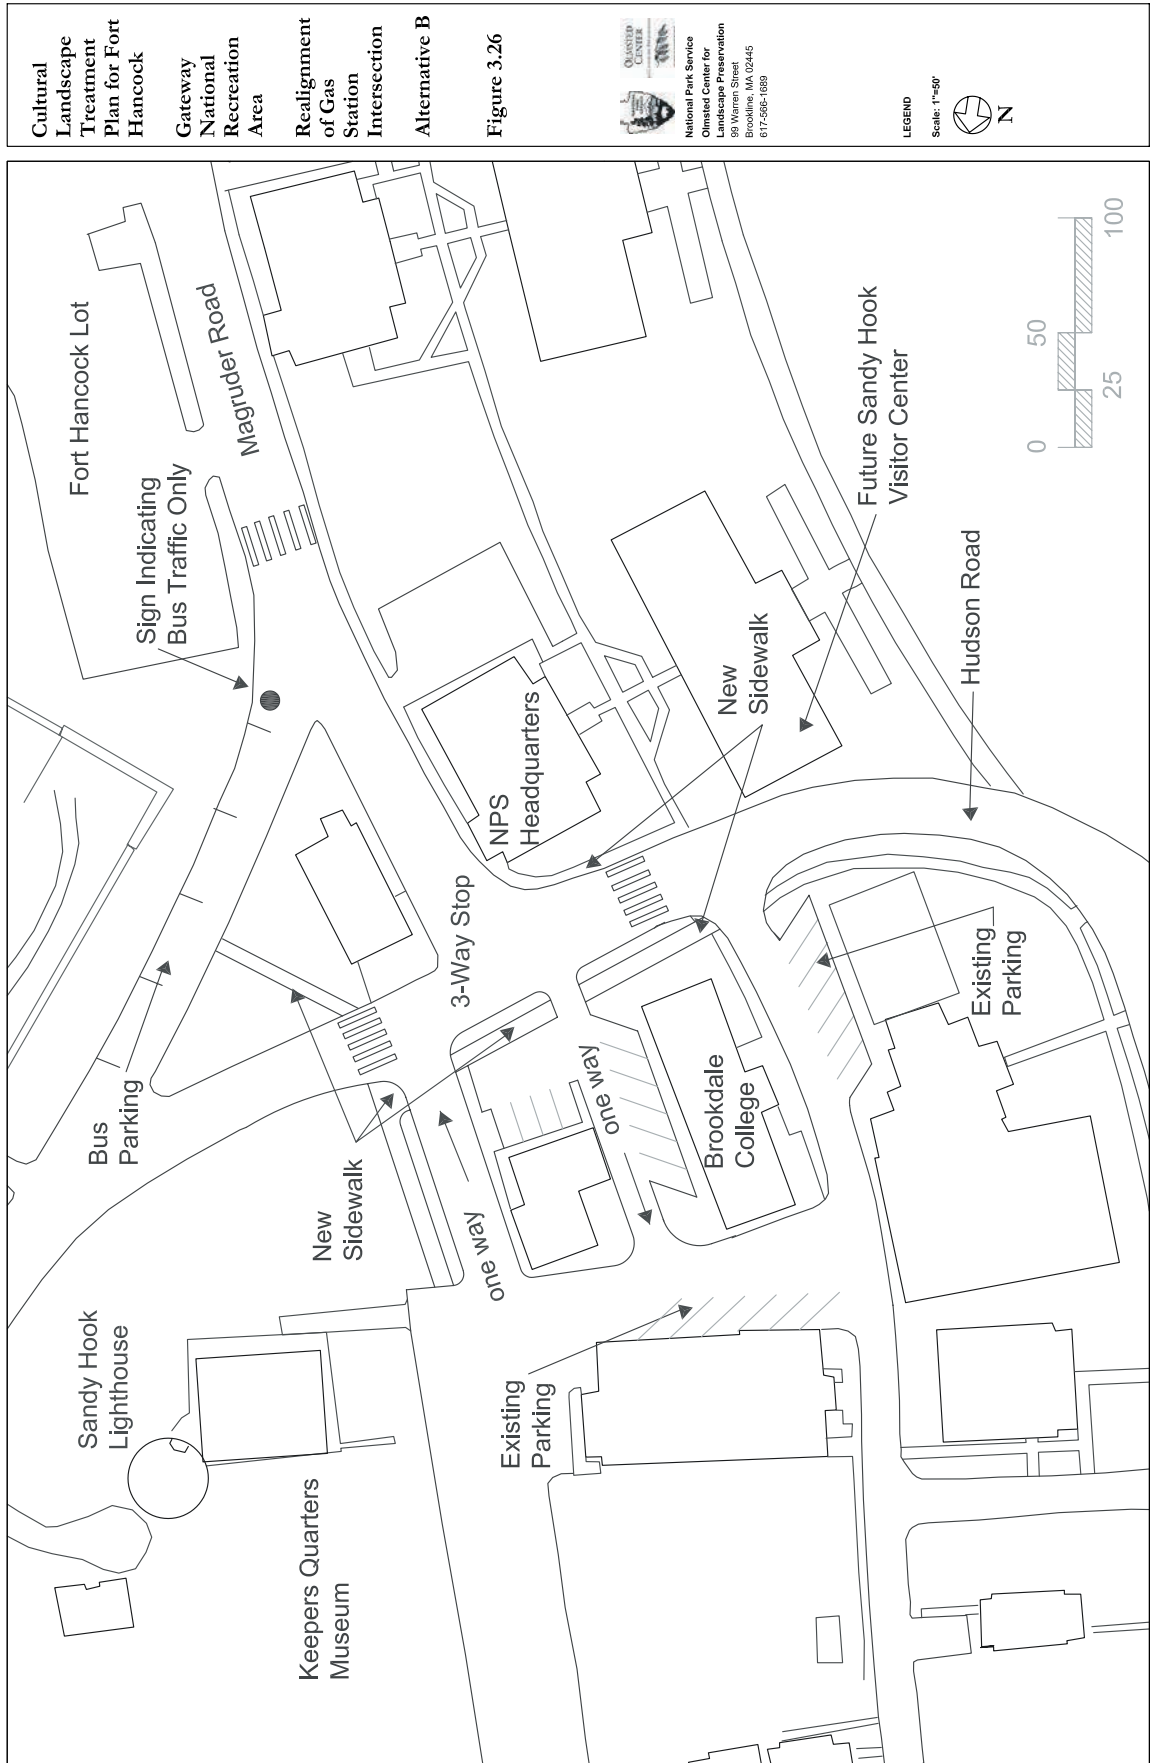 Cultural
Landscape
Treatment
Plan for Fort
Hancock
Gateway
National
Recreation
Area
Realignment
of Gas
Station
Intersection
Alternative B
Figure 3.26
OLMSTED
CENTER
National Park Service
Olmsted Center for
Landscape Preservation
99 Warren Street
Brookline, MA 02445
617-566-1689
LEGEND
Scale: 1"=50'
N
Sandy Hook
Lighthouse
Bus
Parking
Sign Indicating
Bus Traffic Only
Fort Hancock Lot
Magruder Road
Keepers Quarters
Museum
New
Sidewalk
one way
3-Way Stop
NPS
Headquarters
Existing
Parking
one way
Brookdale
College
New
Sidewalk
Future Sandy Hook
Visitor Center
Existing
Parking
Hudson Road
0
50
25
100